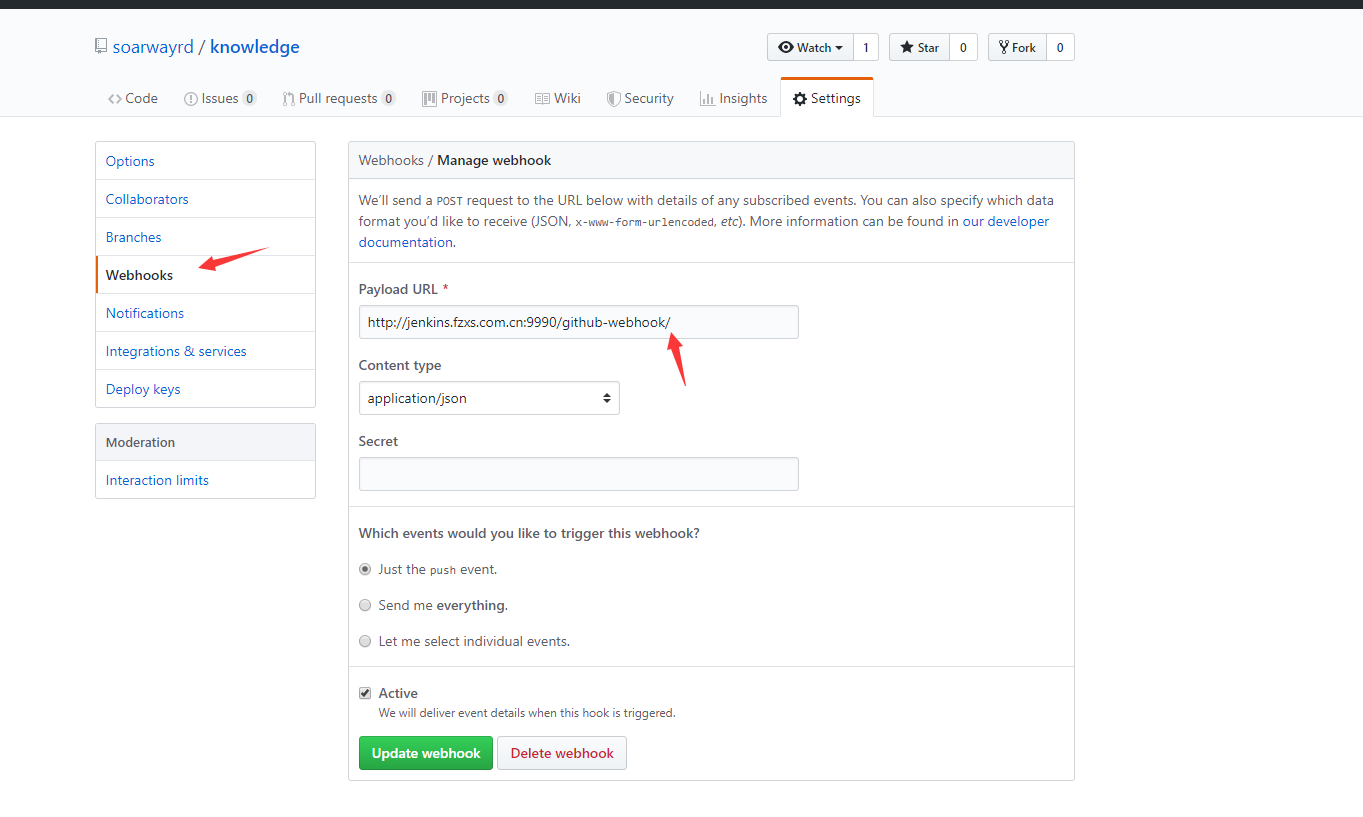 soarwayrd / knowledge
Watch 1 Star 0 Fork 0
Code Issues 0 Pull requests 0 Projects 0 Wiki Security Insights Settings
Options
Collaborators
Branches
Webhooks
Notifications
Integrations & services
Deploy keys
Moderation
Interaction limits
Webhooks / Manage webhook
We’ll send a POST request to the URL below with details of any subscribed events. You can also specify which data
format you’d like to receive (JSON, x-www-form-urlencoded, etc). More information can be found in our developer
documentation.
Payload URL *
http://jenkins.fzxs.com.cn:9990/github-webhook/
Content type
application/json
Secret
Which events would you like to trigger this webhook?
Just the push event.
Send me everything.
Let me select individual events.
Active
We will deliver event details when this hook is triggered.
Update webhook Delete webhook